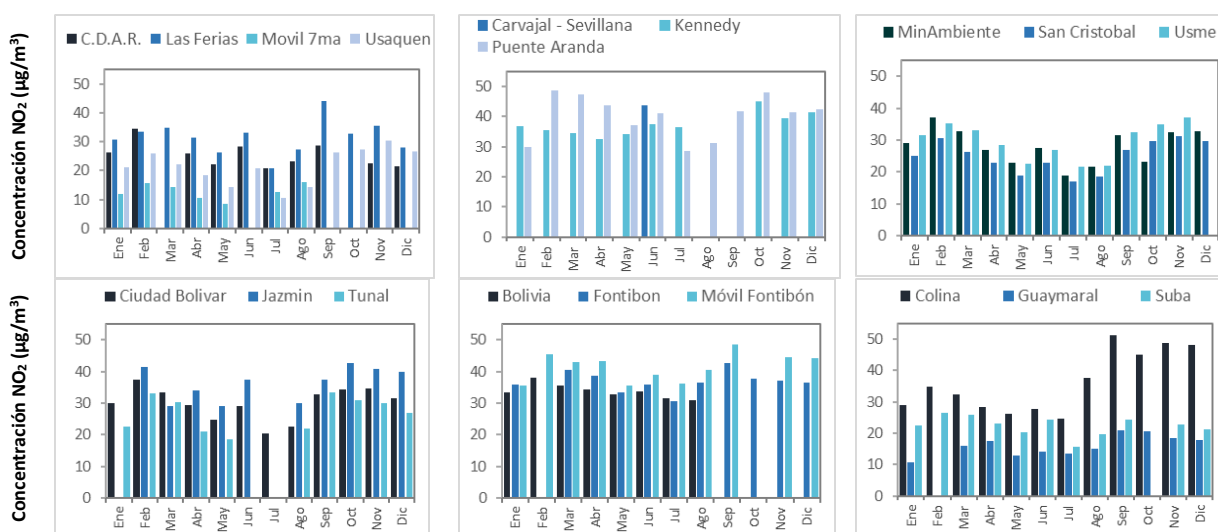 Concentración NO₂ (µg/m³)
C.D.A.R. Las Ferias Movil 7ma Usaquen
50
40
30
20
10
0
Ene Feb Mar Abr May Jun Jul Ago Sep Oct Nov Dic
Carvajal - Sevillana Kennedy
Puente Aranda
50
40
30
20
10
0
Ene Feb Mar Abr May Jun Jul Ago Sep Oct Nov Dic
MinAmbiente San Cristobal Usme
50
40
30
20
10
0
Ene Feb Mar Abr May Jun Jul Ago Sep Oct Nov Dic
Concentración NO₂ (µg/m³)
Ciudad Bolivar Jazmin Tunal
50
40
30
20
10
0
Ene Feb Mar Abr May Jun Jul Ago Sep Oct Nov Dic
Bolivia Fontibon Móvil Fontibón
50
40
30
20
10
0
Ene Feb Mar Abr May Jun Jul Ago Sep Oct Nov Dic
Colina Guaymaral Suba
50
40
30
20
10
0
Ene Feb Mar Abr May Jun Jul Ago Sep Oct Nov Dic